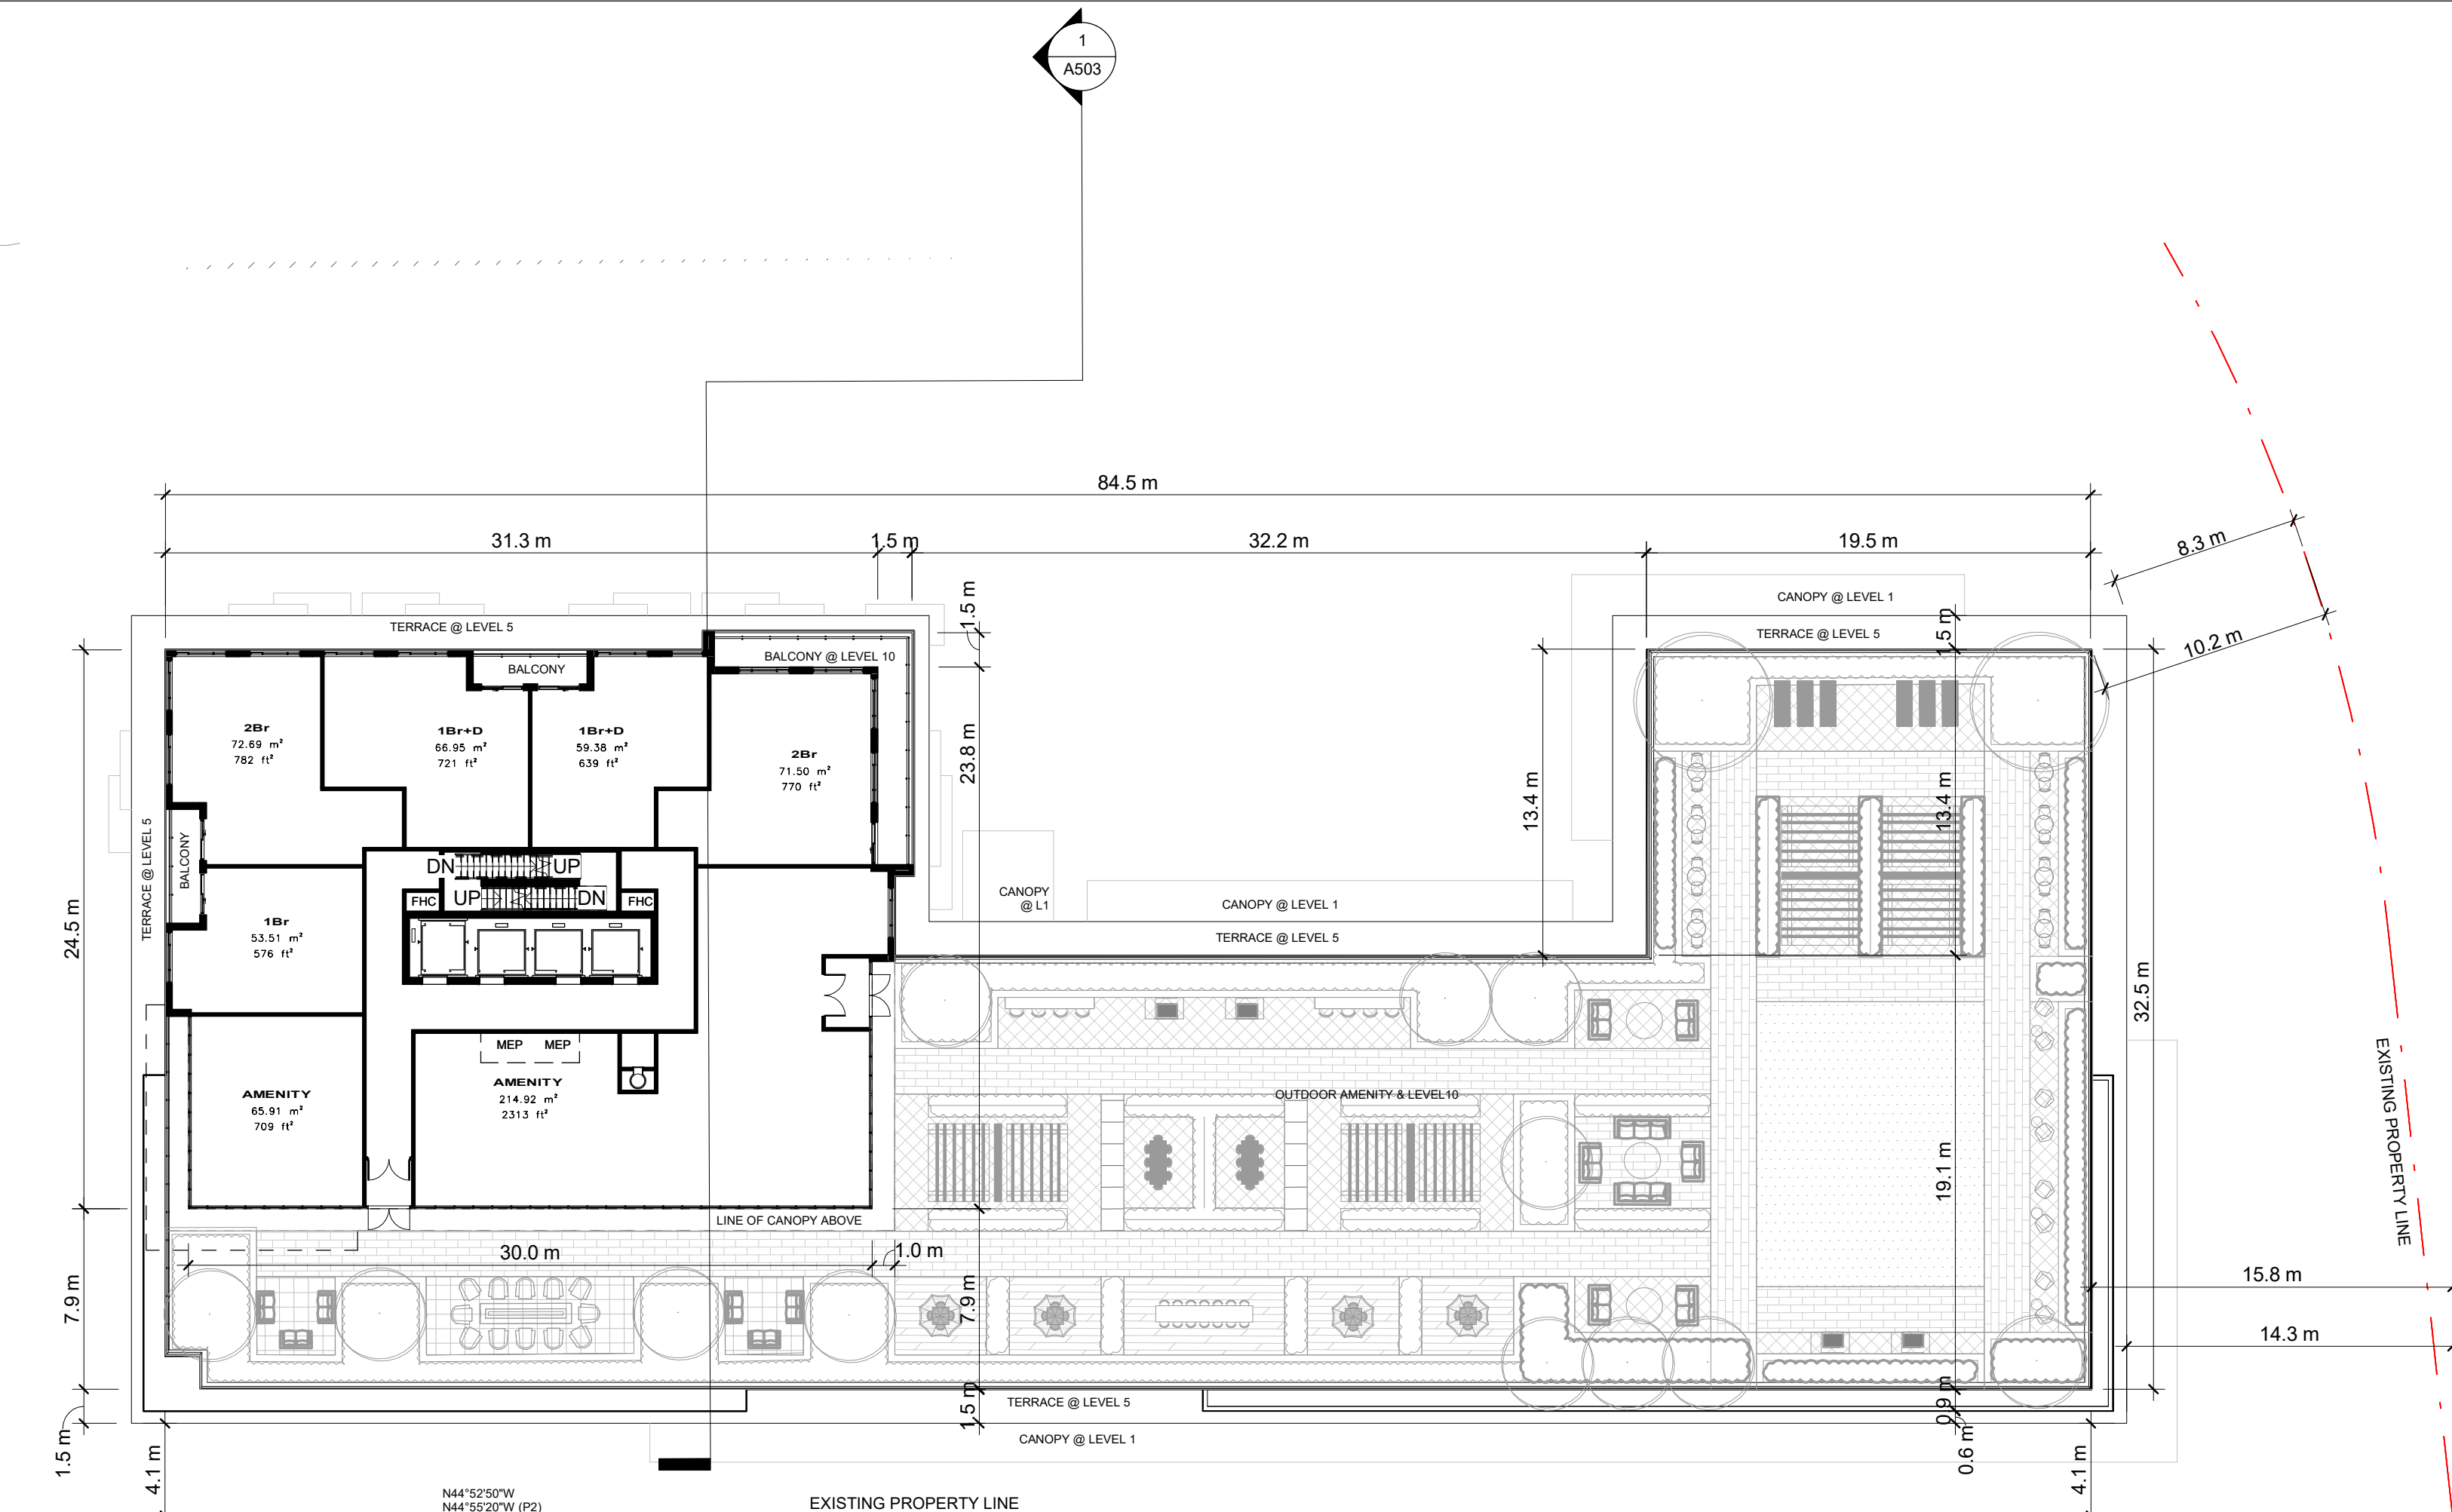 1
A503
84.5 m
31.3 m
1.5 m
32.2 m
19.5 m
8.3 m
10.2 m
CANOPY @ LEVEL 1
TERRACE @ LEVEL 5
1.5 m
TERRACE @ LEVEL 5
1.5 m
BALCONY
BALCONY @ LEVEL 10
2Br
72.69 m²
782 ft²
1Br+D
66.95 m²
721 ft²
1Br+D
59.38 m²
639 ft²
2Br
71.50 m²
770 ft²
23.8 m
13.4 m
13.4 m
TERRACE @ LEVEL 5
BALCONY
24.5 m
DN
UP
UP
DN
FHC
FHC
1Br
53.51 m²
576 ft²
CANOPY
@ L1
CANOPY @ LEVEL 1
TERRACE @ LEVEL 5
32.5 m
MEP
MEP
AMENITY
65.91 m²
709 ft²
AMENITY
214.92 m²
2313 ft²
OUTDOOR AMENITY & LEVEL10
19.1 m
EXISTING PROPERTY LINE
LINE OF CANOPY ABOVE
30.0 m
1.0 m
7.9 m
7.9 m
15.8 m
14.3 m
TERRACE @ LEVEL 5
1.5 m
0.9 m
0.6 m
CANOPY @ LEVEL 1
1.5 m
4.1 m
4.1 m
N44°52'50"W
N44°55'20"W (P2)
EXISTING PROPERTY LINE